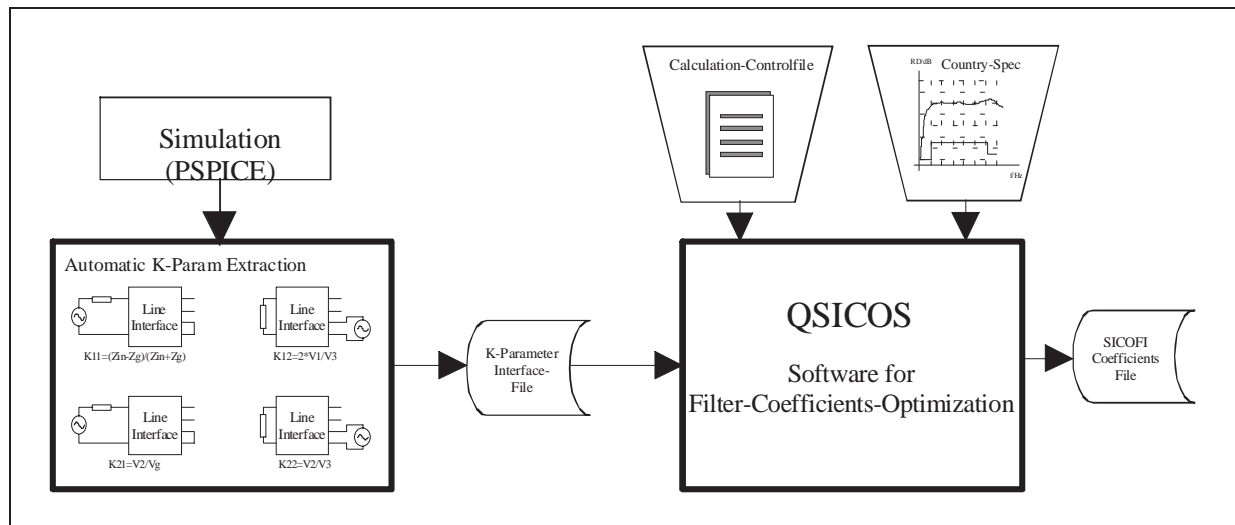 Simulation
(PSPICE)
Automatic K-Param Extraction
Line
Interface
K11=(Zin-Zg)/(Zin+Zg)
Line
Interface
K12=2*V1/V3
Line
Interface
K21=V2/Vg
Line
Interface
K22=V2/V3
K-Parameter
Interface-
File
Calculation-Controlfile
RD/dB
Country-Spec
f/Hz
QSICOS
Software for
Filter-Coefficients-Optimization
SICOFI
Coefficients
File